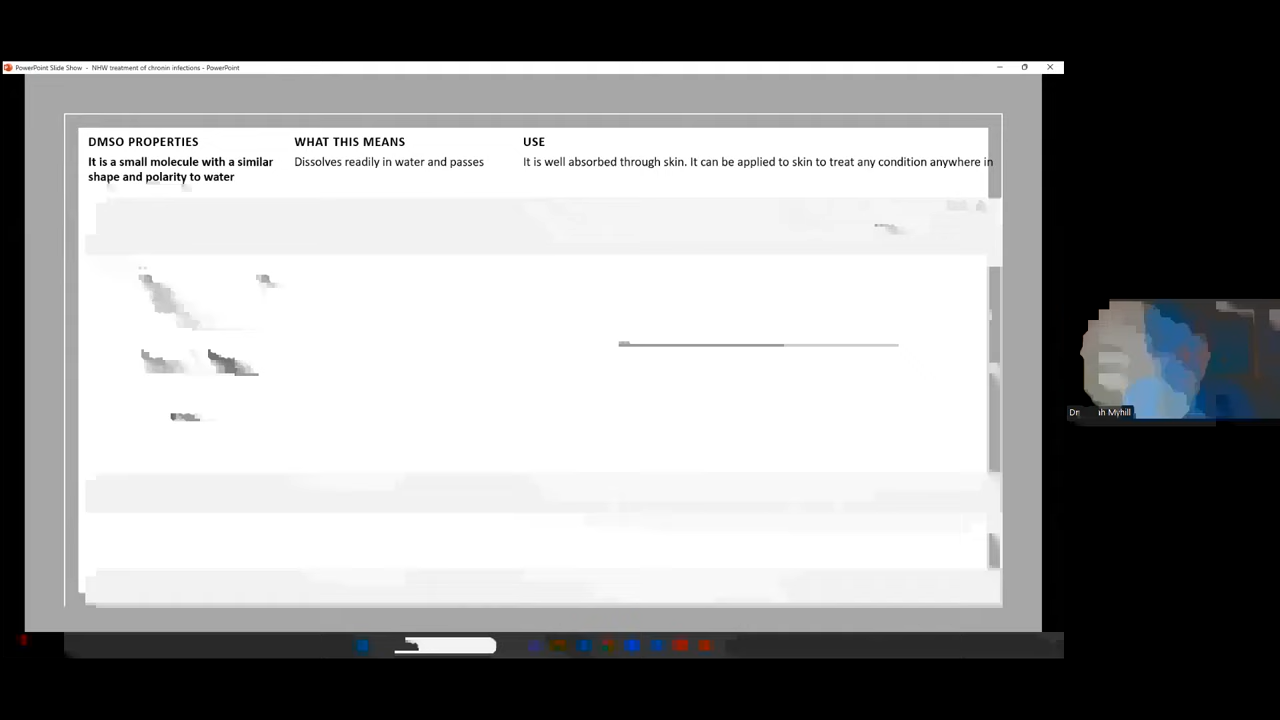 PowerPoint Slide Show - NHW treatment of chronin infections - PowerPoint
DMSO PROPERTIES WHAT THIS MEANS USE
It is a small molecule with a similar Dissolves readily in water and passes It is well absorbed through skin. It can be applied to skin to treat any condition anywhere in
shape and polarity to water
Myhill